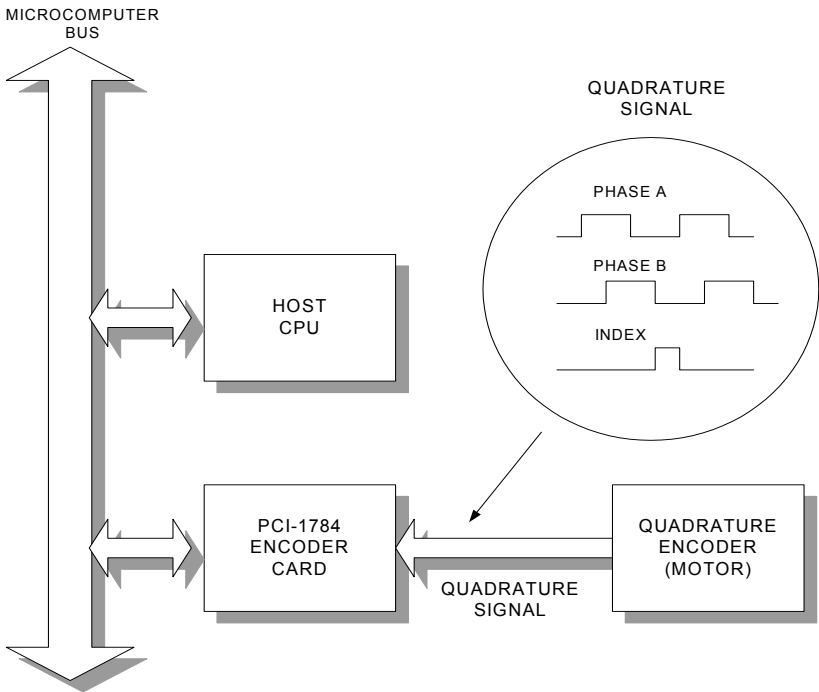 MICROCOMPUTER
BUS
QUADRATURE
SIGNAL
PHASE A
PHASE B
INDEX
HOST
CPU
PCI-1784
ENCODER
CARD
QUADRATURE
SIGNAL
QUADRATURE
ENCODER
(MOTOR)